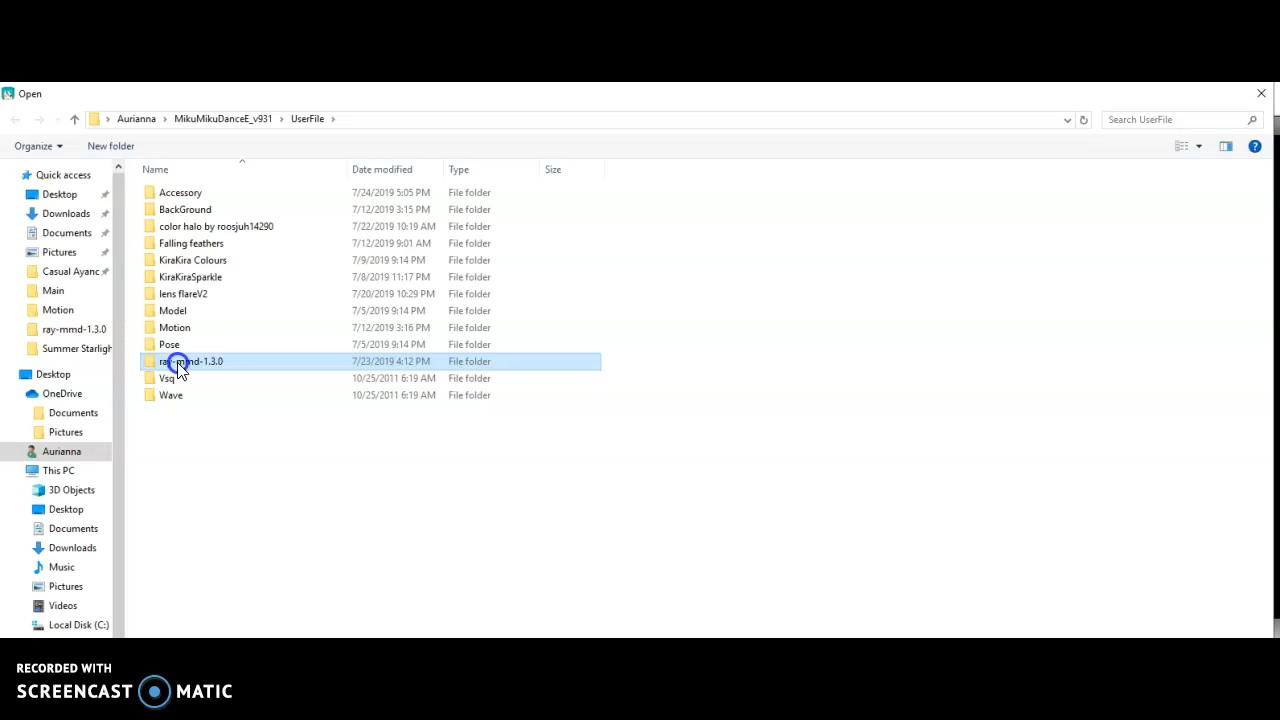 Open
Aurianna > MikuMikuDanceE_v931 > UserFile >
Search UserFile
Organize
New folder
Name
Date modified
Type
Size
Quick access
Desktop
Downloads
Documents
Pictures
Casual Ayanc
Main
Motion
ray-mmd-1.3.0
Summer Starligh
Desktop
OneDrive
Documents
Pictures
Aurianna
This PC
3D Objects
Desktop
Documents
Downloads
Music
Pictures
Videos
Local Disk (C:)
Accessory 7/24/2019 5:05 PM File folder
BackGround 7/12/2019 3:15 PM File folder
color halo by roosjuh14290 7/22/2019 10:19 AM File folder
Falling feathers 7/12/2019 9:01 AM File folder
KiraKira Colours 7/9/2019 9:14 PM File folder
KiraKiraSparkle 7/8/2019 11:17 PM File folder
lens flareV2 7/20/2019 10:29 PM File folder
Model 7/5/2019 9:14 PM File folder
Motion 7/12/2019 3:16 PM File folder
Pose 7/5/2019 9:14 PM File folder
ray-mmd-1.3.0 7/23/2019 4:12 PM File folder
Vsq 10/25/2011 6:19 AM File folder
Wave 10/25/2011 6:19 AM File folder
RECORDED WITH
SCREENCAST MATIC